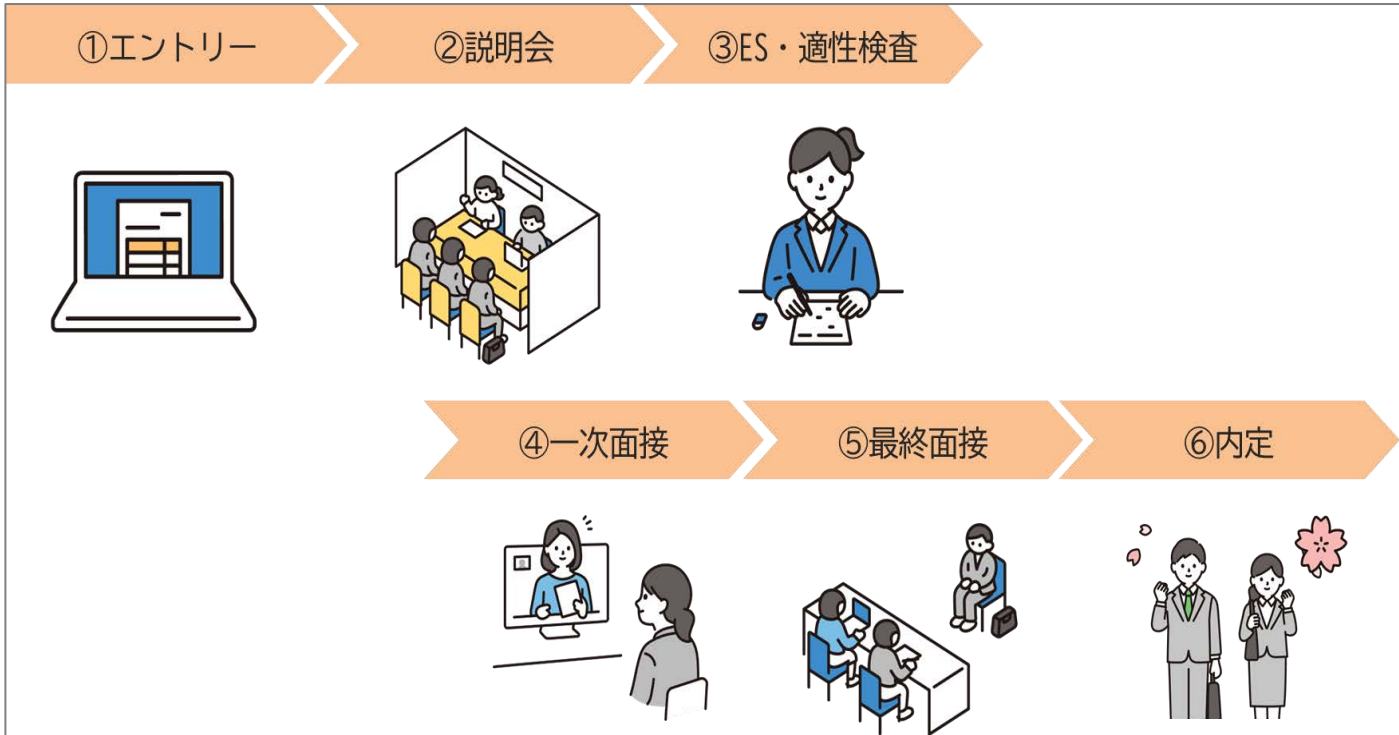 ①エントリー
②説明会
③ES・適性検査
④一次面接
⑤最終面接
⑥内定